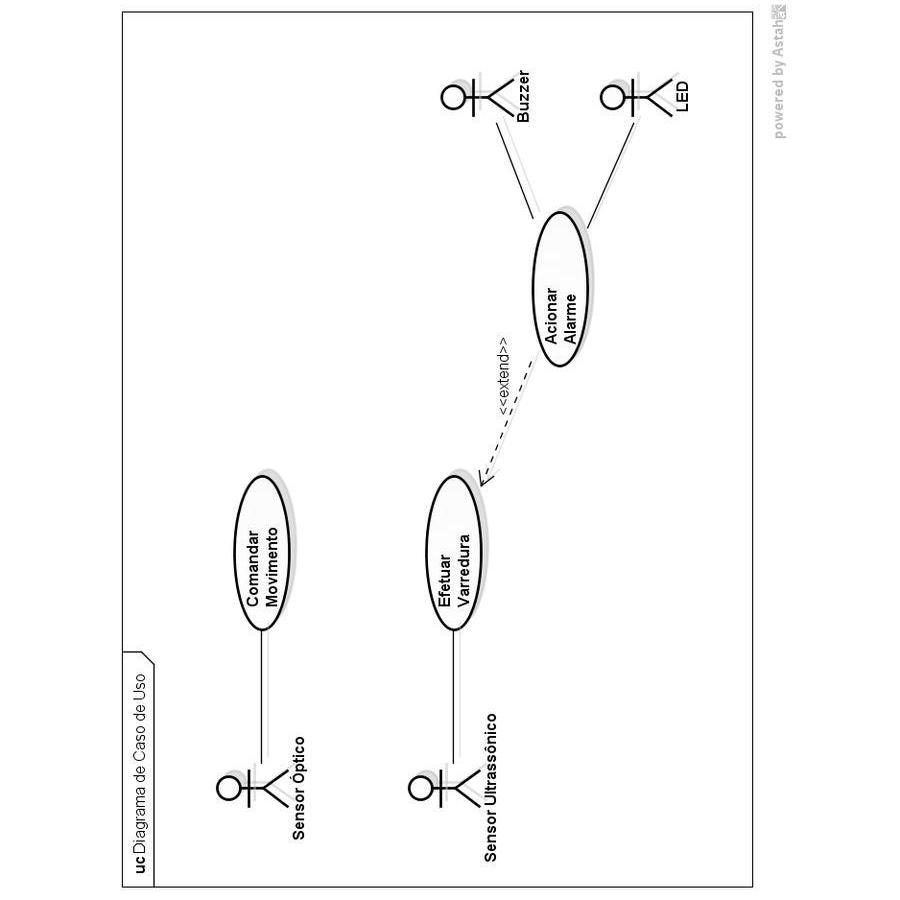 uc Diagrama de Caso de Uso
Sensor Óptico
Comandar
Movimento
Sensor Ultrassônico
Efetuar
Varredura
<<extend>>
Acionar
Alarme
Buzzer
LED
powered by Astah